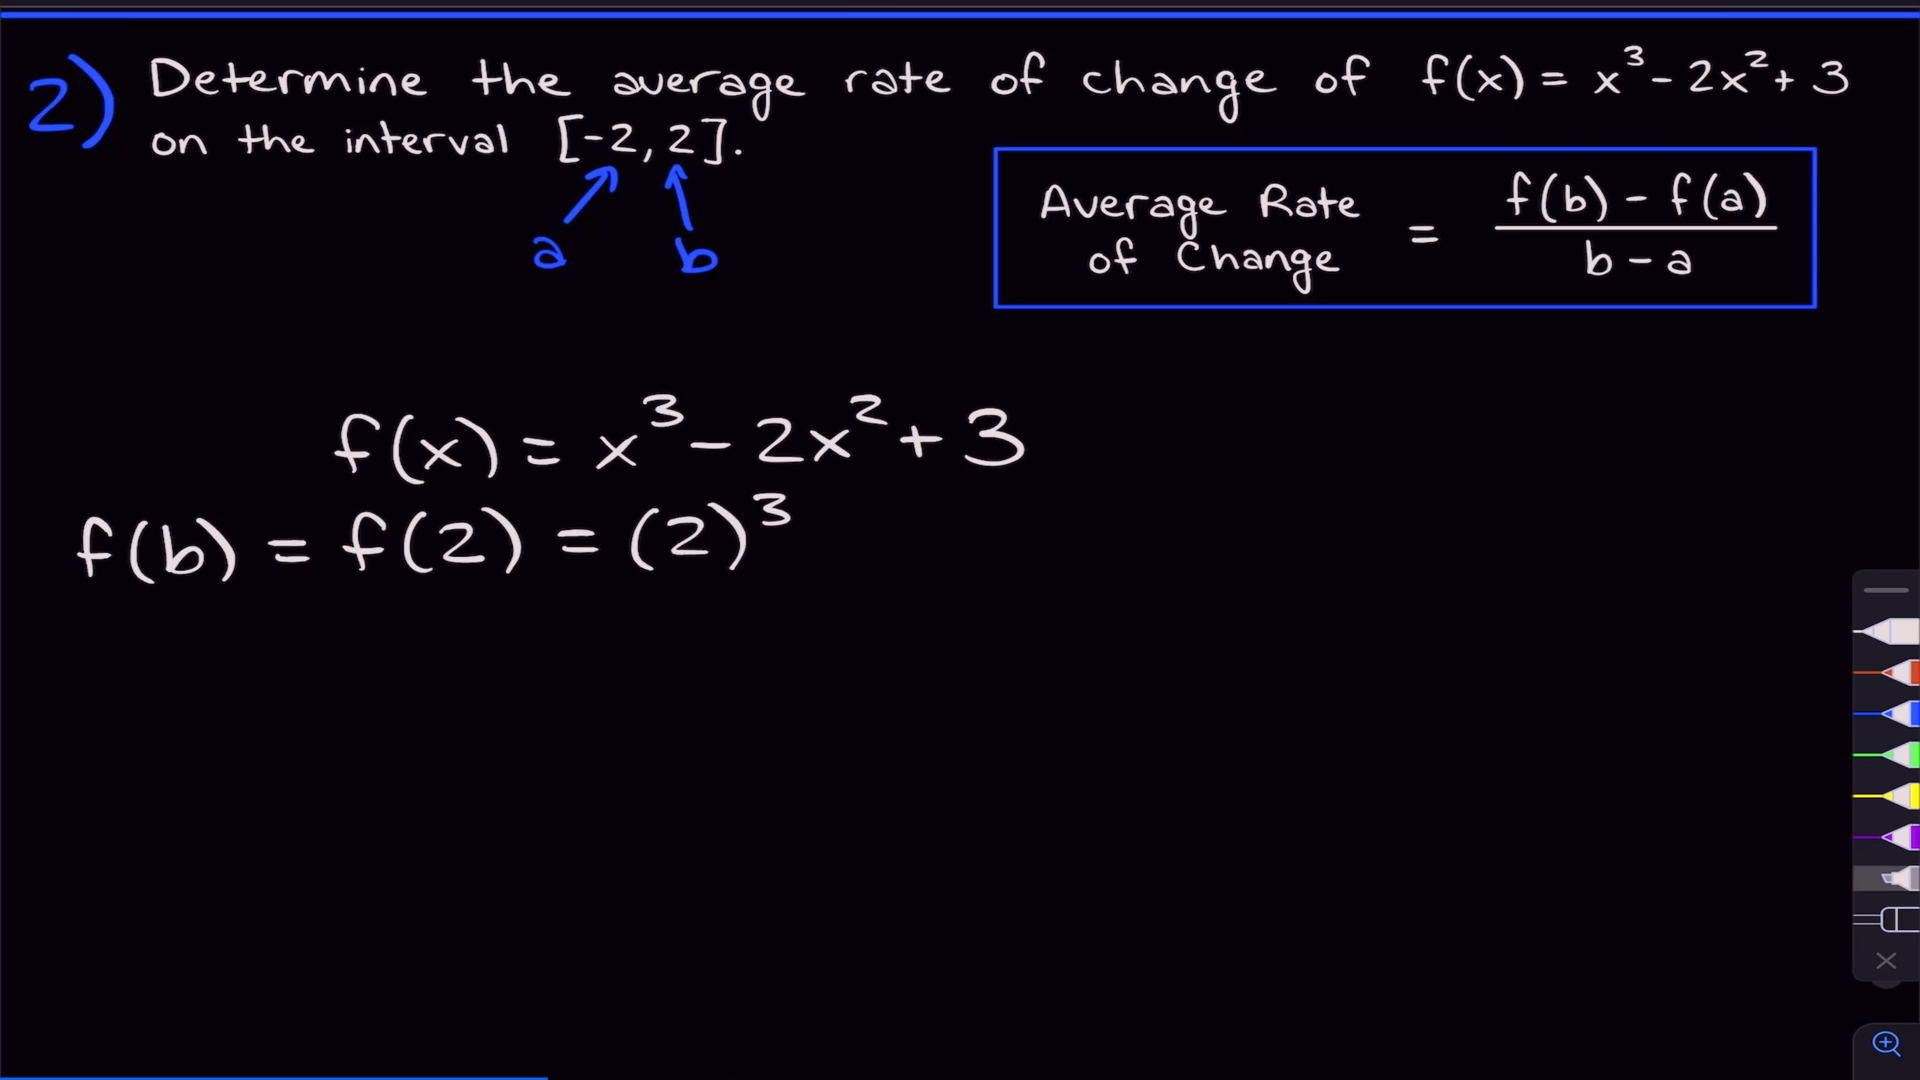 2) Determine the average rate of change of f(x) = x³ - 2x² + 3
on the interval [-2, 2].
a b
Average Rate of Change = f(b) - f(a) / b - a
f(x) = x³ - 2x² + 3
f(b) = f(2) = (2)³